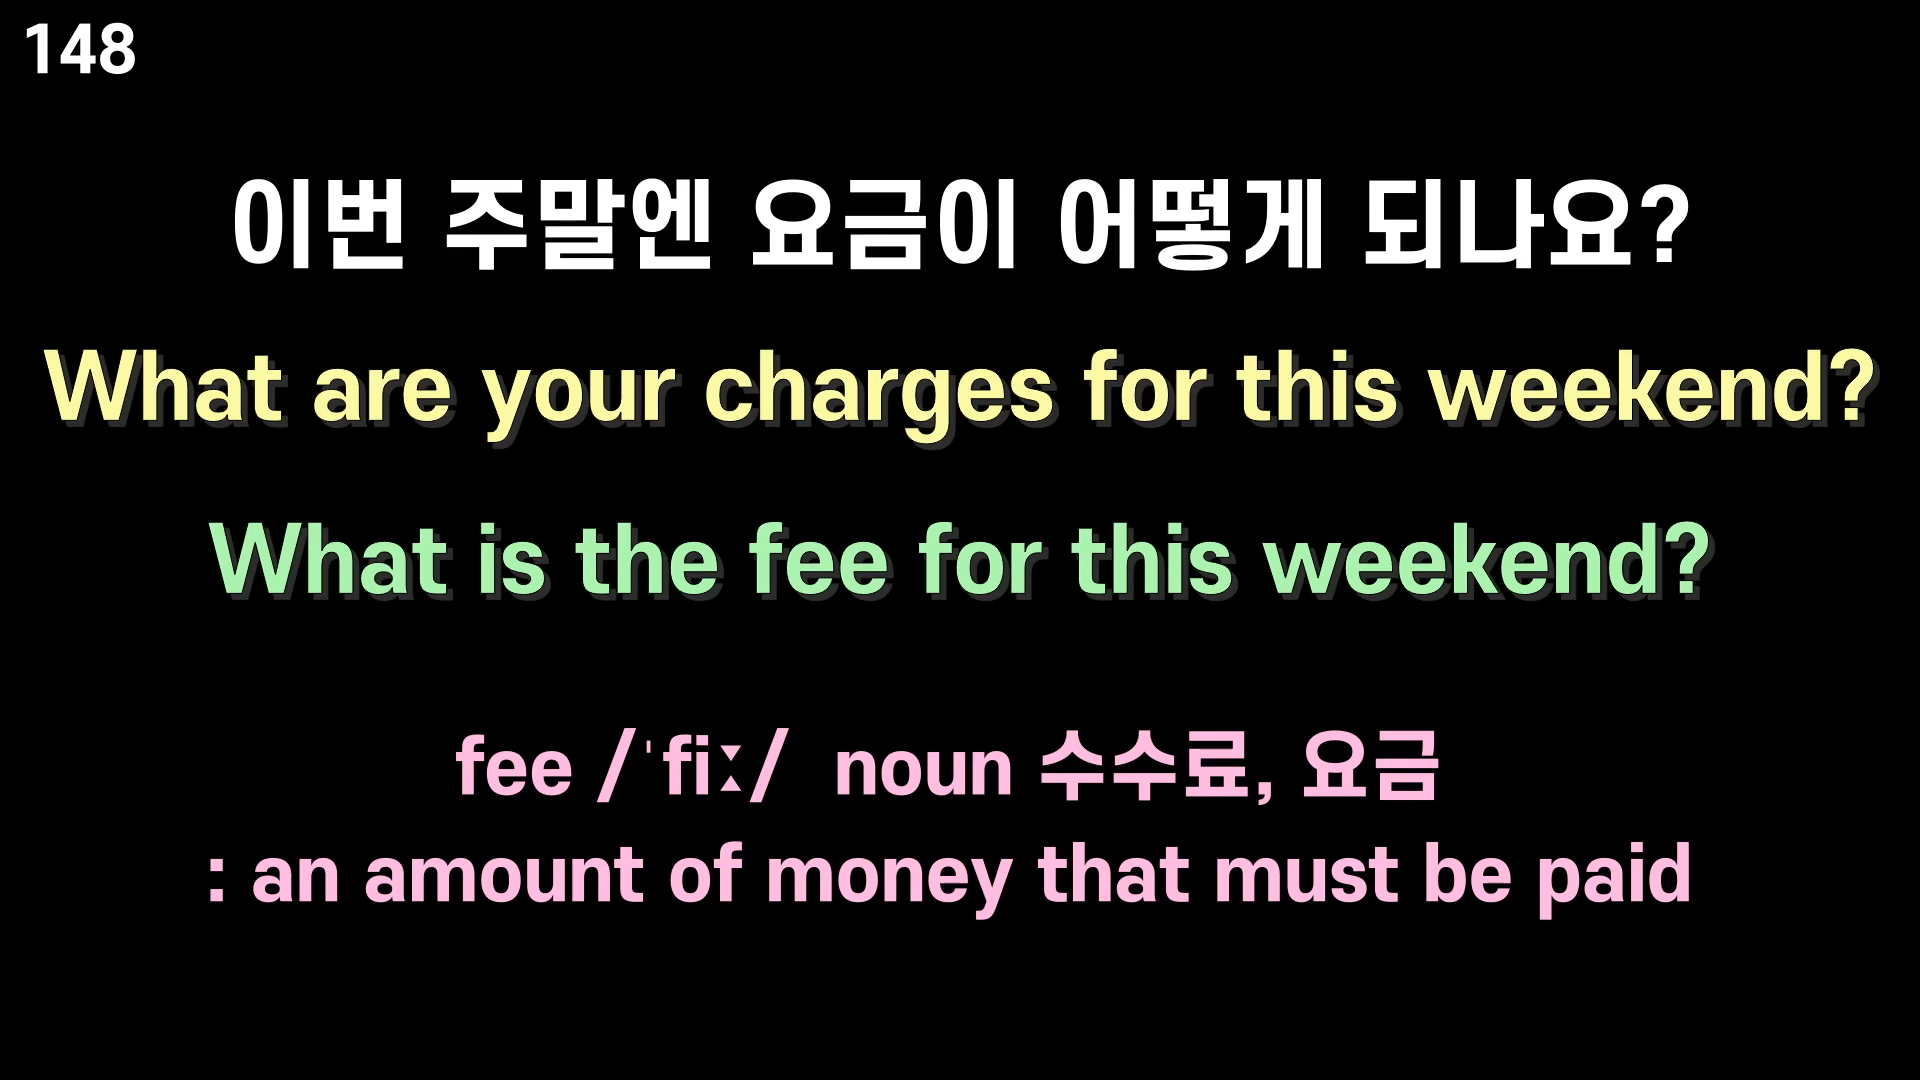 148
이번 주말엔 요금이 어떻게 되나요?
What are your charges for this weekend?
What is the fee for this weekend?
fee /ˈfiː/ noun 수수료, 요금
: an amount of money that must be paid